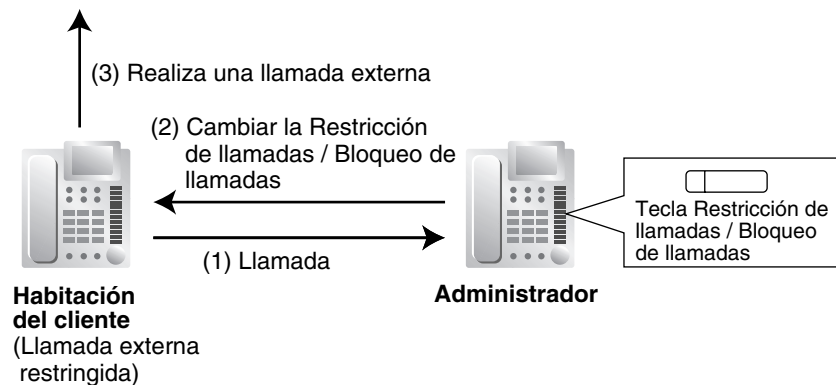 (3) Realiza una llamada externa
(2) Cambiar la Restricción
de llamadas / Bloqueo de
llamadas
Tecla Restricción de
llamadas / Bloqueo
de llamadas
(1) Llamada
Habitación
del cliente
(Llamada externa
restringida)
Administrador